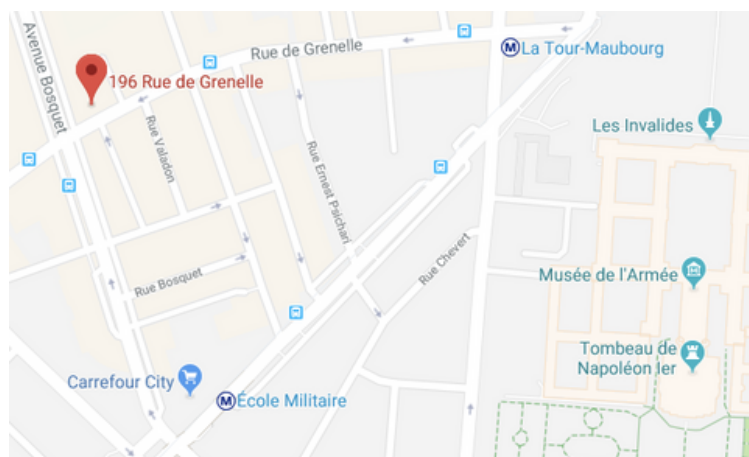 Avenue Bosquet
Rue de Grenelle
M La Tour-Maubourg
196 Rue de Grenelle
Rue Valadon
Les Invalides
Rue Ernest Psichari
Rue Chevert
Rue Bosquet
Musée de l'Armée
Tombeau de
Napoléon Ier
Carrefour City
M École Militaire